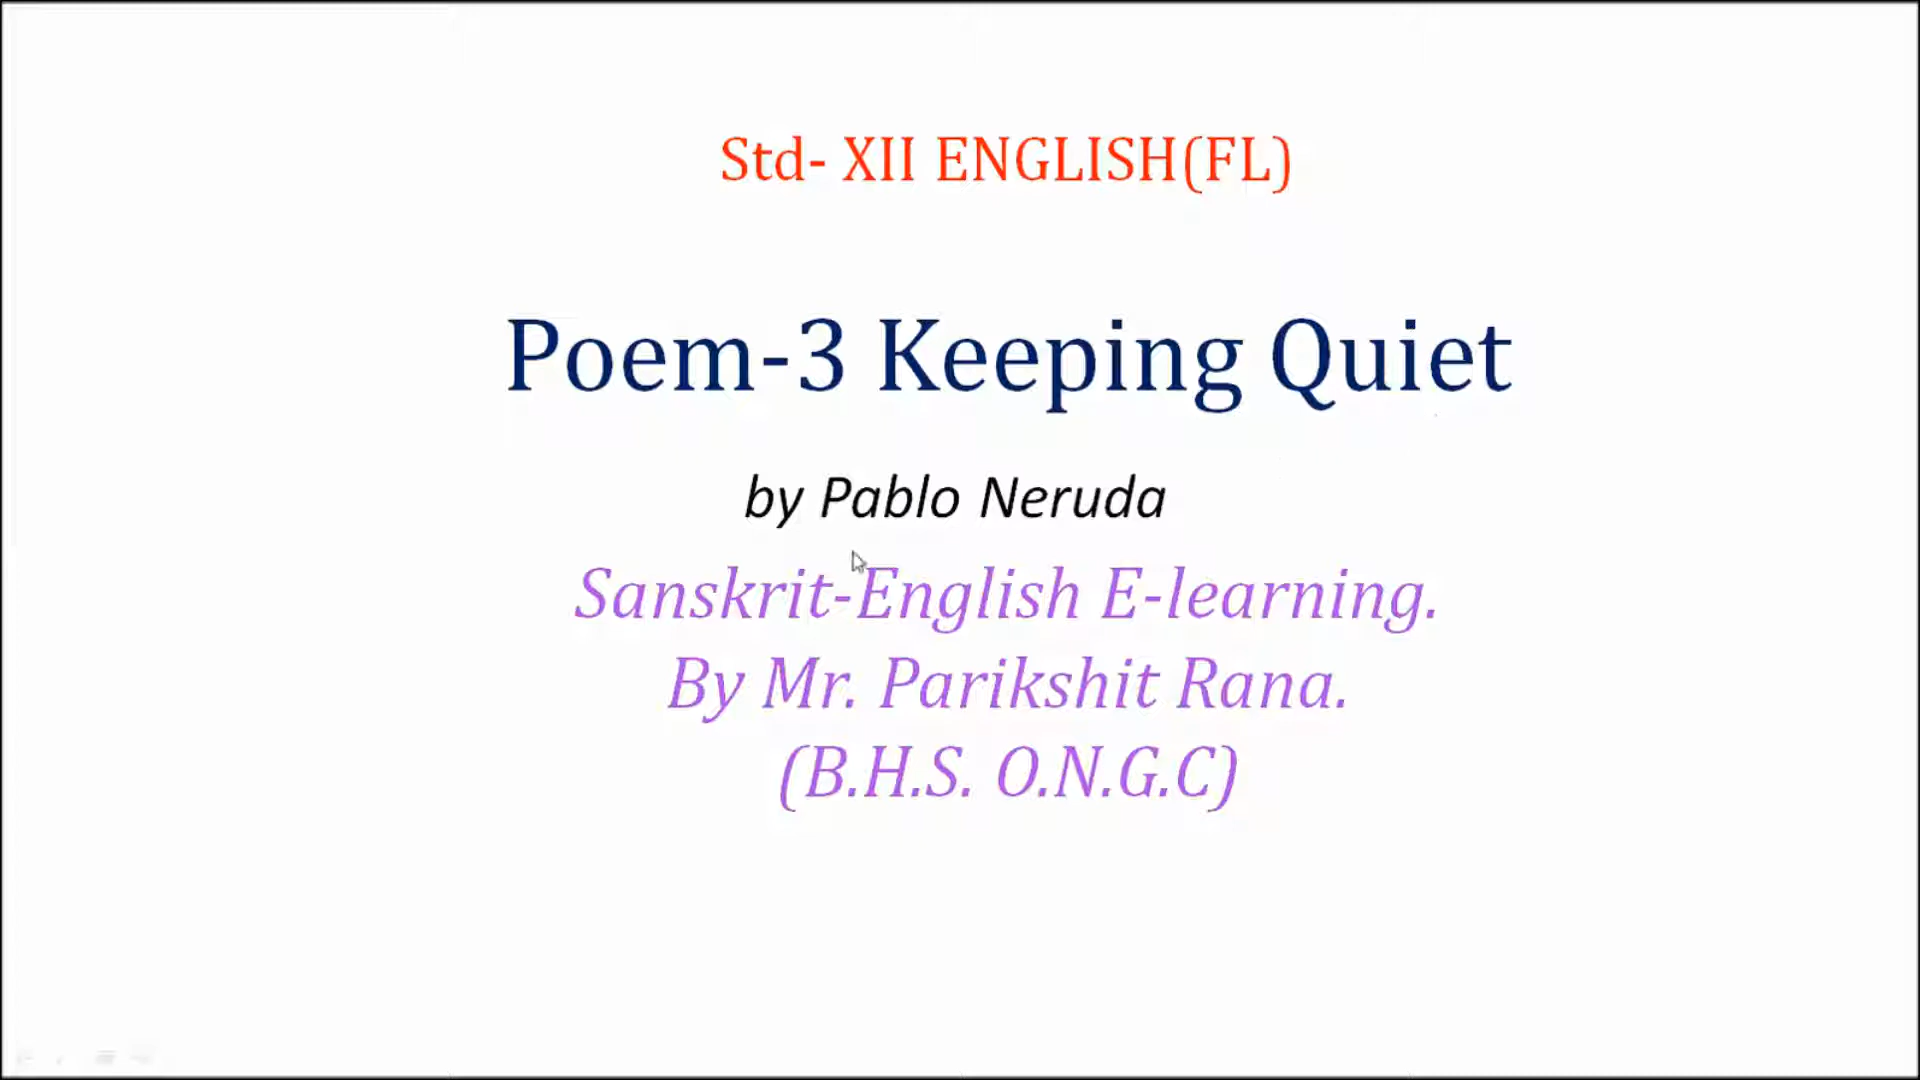 Std- XII ENGLISH(FL)
Poem-3 Keeping Quiet
by Pablo Neruda
Sanskrit-English E-learning.
By Mr. Parikshit Rana.
(B.H.S. O.N.G.C)